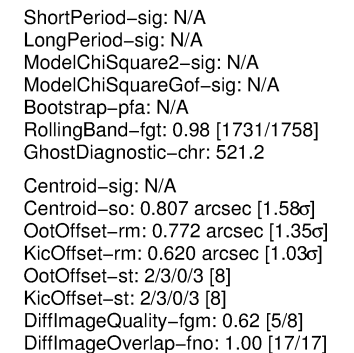 ShortPeriod−sig: N/A
LongPeriod−sig: N/A
ModelChiSquare2−sig: N/A
ModelChiSquareGof−sig: N/A
Bootstrap−pfa: N/A
RollingBand−fgt: 0.98 [1731/1758]
GhostDiagnostic−chr: 521.2
Centroid−sig: N/A
Centroid−so: 0.807 arcsec [1.58σ]
OotOffset−rm: 0.772 arcsec [1.35σ]
KicOffset−rm: 0.620 arcsec [1.03σ]
OotOffset−st: 2/3/0/3 [8]
KicOffset−st: 2/3/0/3 [8]
DiffImageQuality−fgm: 0.62 [5/8]
DiffImageOverlap−fno: 1.00 [17/17]